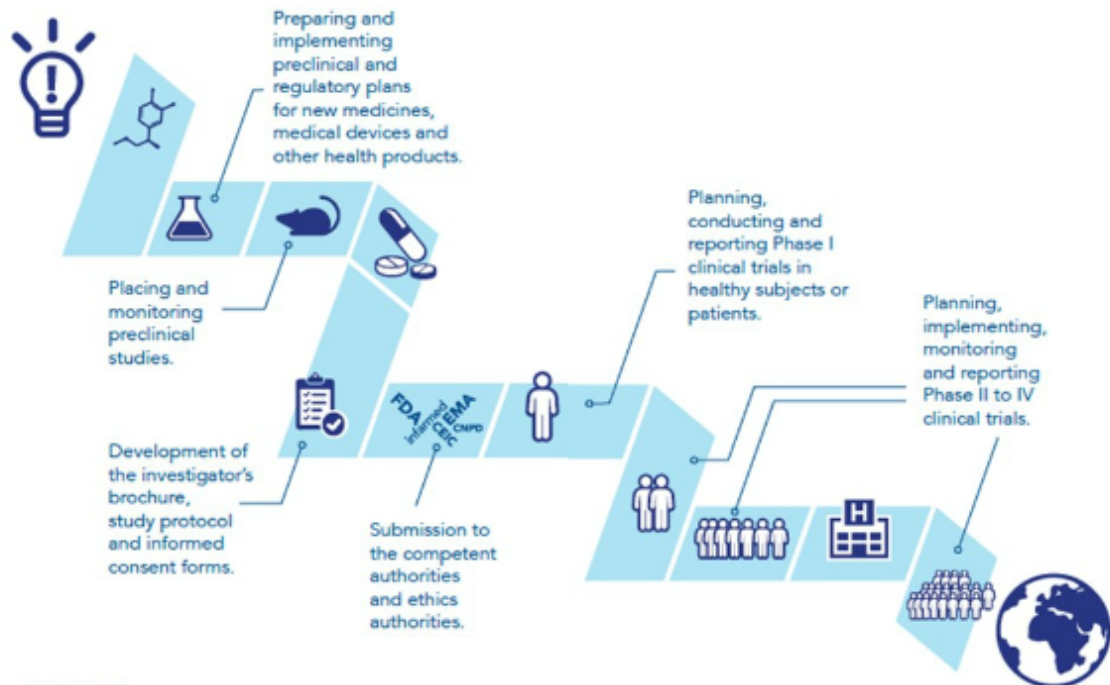 Preparing and
implementing
preclinical and
regulatory plans
for new medicines,
medical devices and
other health products.
Placing and
monitoring
preclinical
studies.
Planning,
conducting and
reporting Phase I
clinical trials in
healthy subjects or
patients.
Planning,
implementing,
monitoring
and reporting
Phase II to IV
clinical trials.
FDA
infarmed
EMA
CEIC
CNPD
Development of
the investigator's
brochure,
study protocol
and informed
consent forms.
Submission to
the competent
authorities
and ethics
authorities.
H